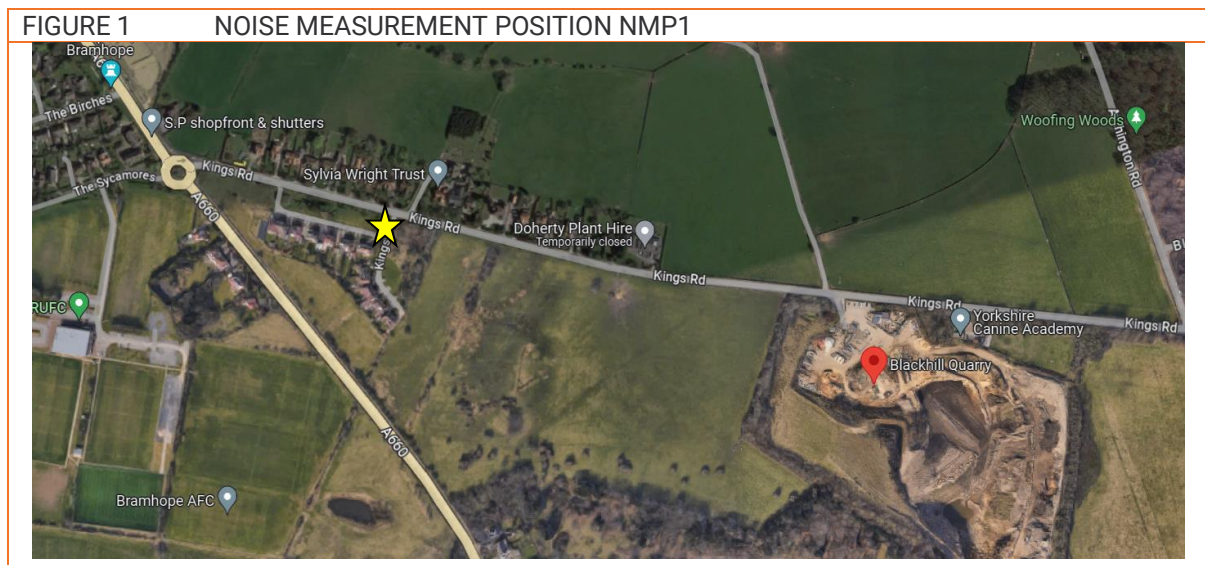 FIGURE 1 NOISE MEASUREMENT POSITION NMP1
Bramhope
The Birches
S.P shopfront & shutters
Woofing Woods
The Sycamores
Kings Rd
Sylvia Wright Trust
A660
Kings Rd
Kings
Doherty Plant Hire
Temporarily closed
Kings Rd
Kings Rd
Kings Rd
RUFC
Yorkshire
Canine Academy
Blackhill Quarry
A660
Bramhope AFC